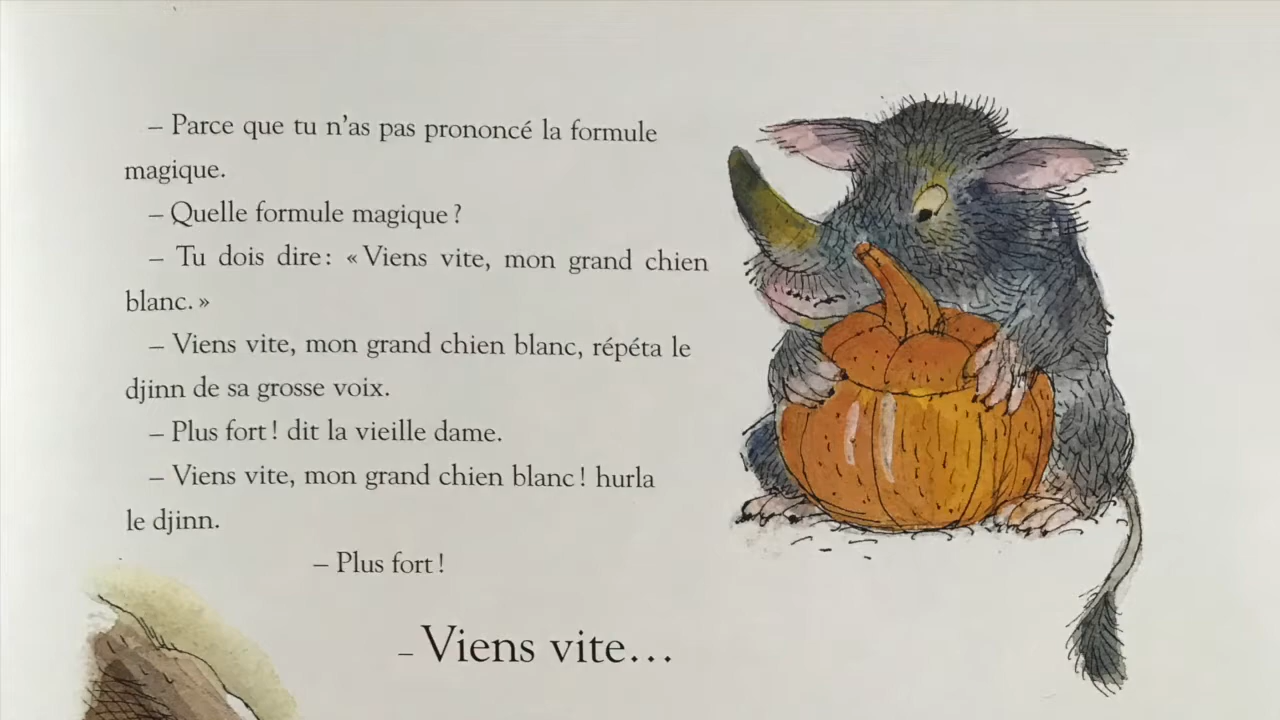 – Parce que tu n'as pas prononcé la formule
magique.
– Quelle formule magique ?
– Tu dois dire : « Viens vite, mon grand chien
blanc. »
– Viens vite, mon grand chien blanc, répéta le
djinn de sa grosse voix.
– Plus fort ! dit la vieille dame.
– Viens vite, mon grand chien blanc ! hurla
le djinn.
– Plus fort !
– Viens vite...